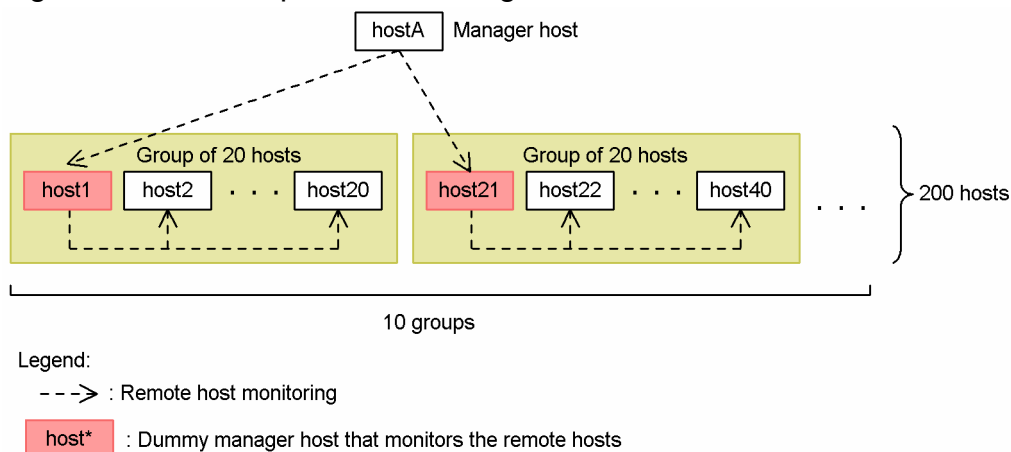 hostA Manager host
Group of 20 hosts Group of 20 hosts
host1 host2 . . . host20 host21 host22 . . . host40 . . . 200 hosts
10 groups
Legend:
: Remote host monitoring
host* : Dummy manager host that monitors the remote hosts